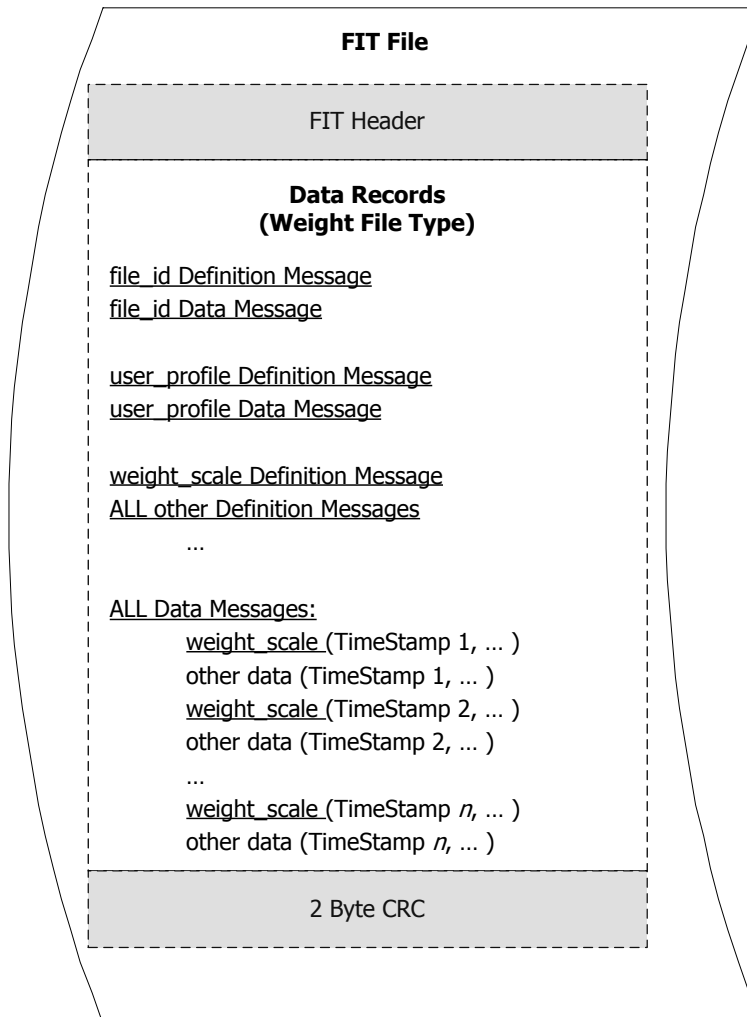 FIT File
FIT Header
Data Records
(Weight File Type)
file_id Definition Message
file_id Data Message
user_profile Definition Message
user_profile Data Message
weight_scale Definition Message
ALL other Definition Messages
…
ALL Data Messages:
weight_scale (TimeStamp 1, … )
other data (TimeStamp 1, … )
weight_scale (TimeStamp 2, … )
other data (TimeStamp 2, … )
…
weight_scale (TimeStamp n, … )
other data (TimeStamp n, … )
2 Byte CRC